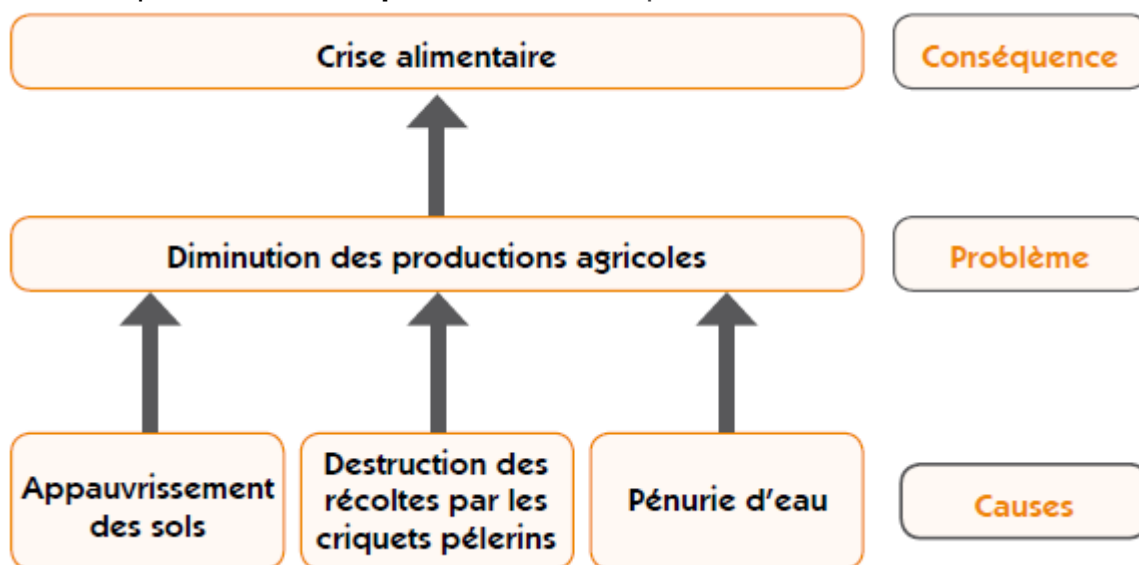 Crise alimentaire
Conséquence
Diminution des productions agricoles
Problème
Appauvrissement
des sols
Destruction des
récoltes par les
criquets pélerins
Pénurie d'eau
Causes